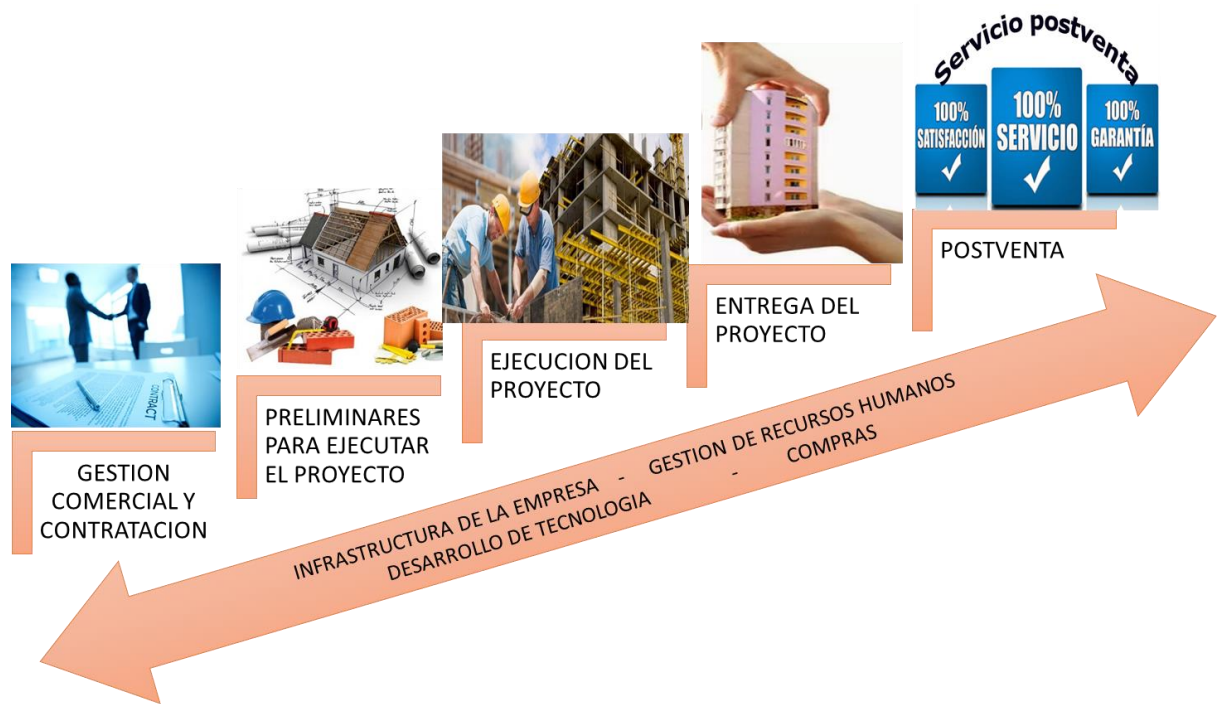 Servicio postventa
100%
SATISFACCIÓN
100%
SERVICIO
100%
GARANTÍA
CONTRACT
GESTION
COMERCIAL Y
CONTRATACION
PRELIMINARES
PARA EJECUTAR
EL PROYECTO
EJECUCION DEL
PROYECTO
ENTREGA DEL
PROYECTO
POSTVENTA
INFRASTRUCTURA DE LA EMPRESA - GESTION DE RECURSOS HUMANOS
DESARROLLO DE TECNOLOGIA - COMPRAS